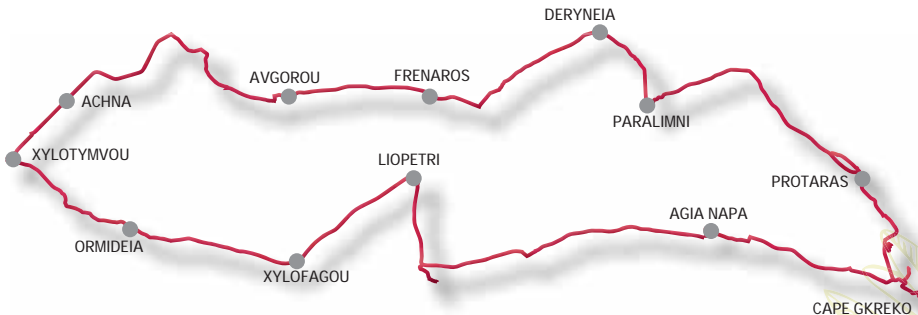 DERYNEIA
AVGOROU
FRENAROS
ACHNA
PARALIMNI
XYLOTYMVOU
LIOPETRI
PROTARAS
AGIA NAPA
ORMIDEIA
XYLOFAGOU
CAPE GKREKO